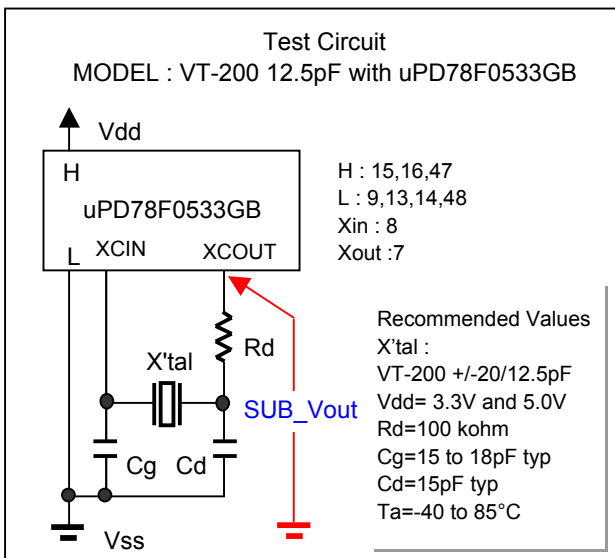 Test Circuit
MODEL : VT-200 12.5pF with uPD78F0533GB
Vdd
H
uPD78F0533GB
L XCIN XCOUT
H : 15,16,47
L : 9,13,14,48
Xin : 8
Xout :7
Rd
X'tal
SUB_Vout
Cg Cd
Vss
Recommended Values
X'tal :
VT-200 +/-20/12.5pF
Vdd= 3.3V and 5.0V
Rd=100 kohm
Cg=15 to 18pF typ
Cd=15pF typ
Ta=-40 to 85°C